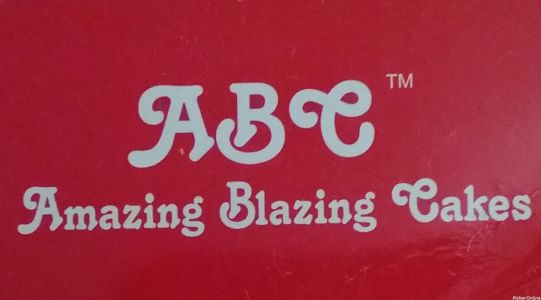 ABC ™
Amazing Blazing Cakes